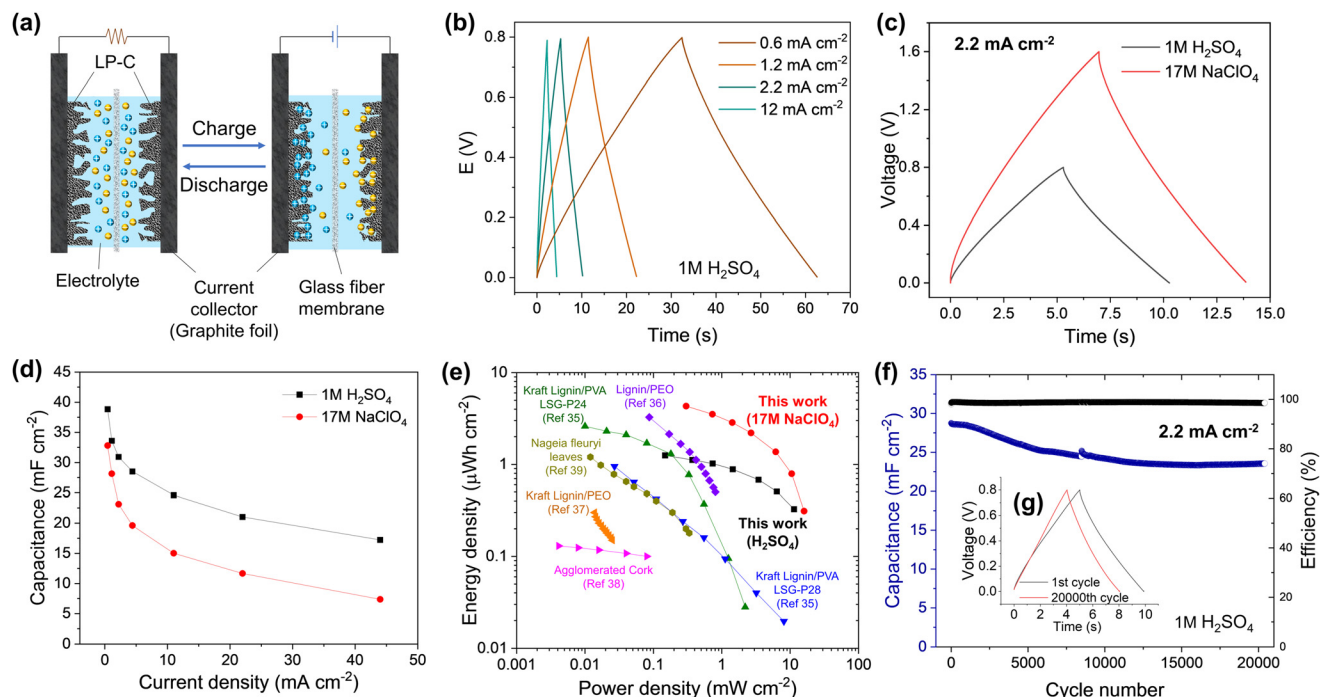 (a)
LP-C
Charge
Discharge
Electrolyte
Current
collector
(Graphite foil)
Glass fiber
membrane
(b)
E (V)
0.8
0.6
0.4
0.2
0.0
0.6 mA cm⁻²
1.2 mA cm⁻²
2.2 mA cm⁻²
12 mA cm⁻²
1M H₂SO₄
0 10 20 30 40 50 60 70
Time (s)
(c)
Voltage (V)
1.6
1.2
0.8
0.4
0.0
2.2 mA cm⁻²
1M H₂SO₄
17M NaClO₄
0.0 2.5 5.0 7.5 10.0 12.5 15.0
Time (s)
(d)
Capacitance (mF cm⁻²)
45
40
35
30
25
20
15
10
5
0
1M H₂SO₄
17M NaClO₄
0 10 20 30 40 50
Current density (mA cm⁻²)
(e)
Energy density (µWh cm⁻²)
10
1
0.1
0.01
Kraft Lignin/PVA
LSG-P24
(Ref 35)
Lignin/PEO
(Ref 36)
This work
(17M NaClO₄)
Nageia fleuryi
leaves
(Ref 39)
Kraft Lignin/PEO
(Ref 37)
This work
(H₂SO₄)
Agglomerated Cork
(Ref 38)
Kraft Lignin/PVA
LSG-P28
(Ref 35)
0.001 0.01 0.1 1 10 100
Power density (mW cm⁻²)
(f)
Capacitance (mF cm⁻²)
35
30
25
20
15
10
5
0
2.2 mA cm⁻²
100
80
60
40
20
0
Efficiency (%)
(g)
Voltage (V)
0.8
0.6
0.4
0.2
0.0
1st cycle
20000th cycle
0 2 4 6 8 10
Time (s)
1M H₂SO₄
0 5000 10000 15000 20000
Cycle number